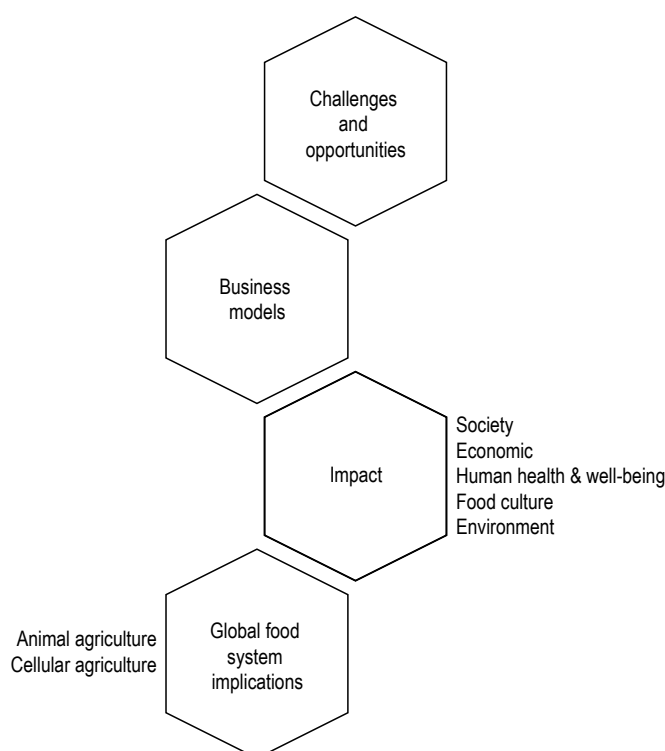 Challenges
and
opportunities
Business
models
Impact
Society
Economic
Human health & well-being
Food culture
Environment
Animal agriculture
Cellular agriculture
Global food
system
implications